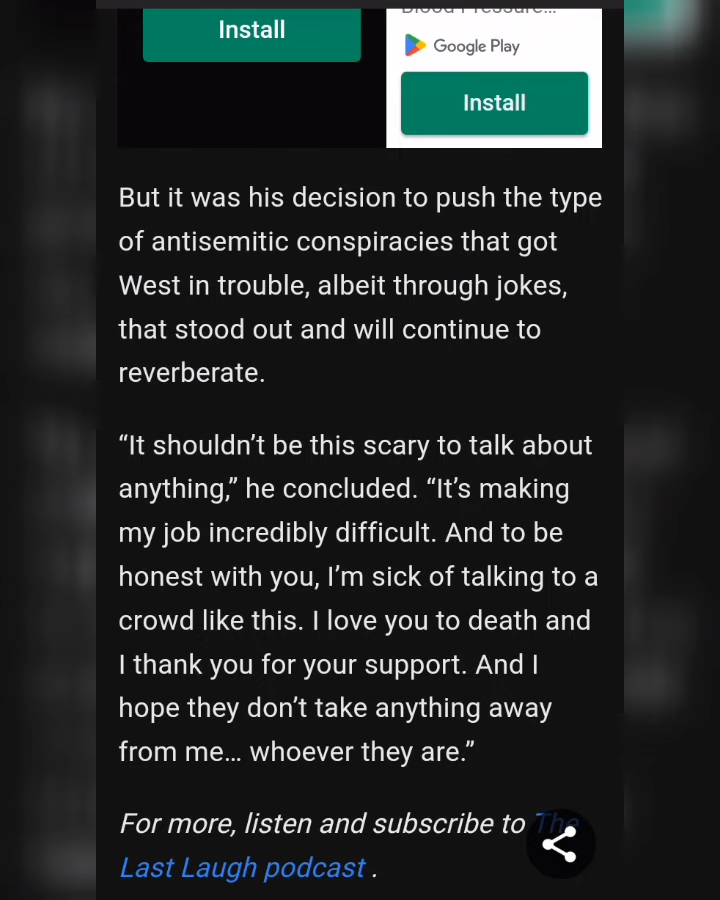 Install
Blood Pressure...
Google Play
Install
But it was his decision to push the type
of antisemitic conspiracies that got
West in trouble, albeit through jokes,
that stood out and will continue to
reverberate.
“It shouldn’t be this scary to talk about
anything,” he concluded. “It’s making
my job incredibly difficult. And to be
honest with you, I’m sick of talking to a
crowd like this. I love you to death and
I thank you for your support. And I
hope they don’t take anything away
from me... whoever they are.”
For more, listen and subscribe to The
Last Laugh podcast .